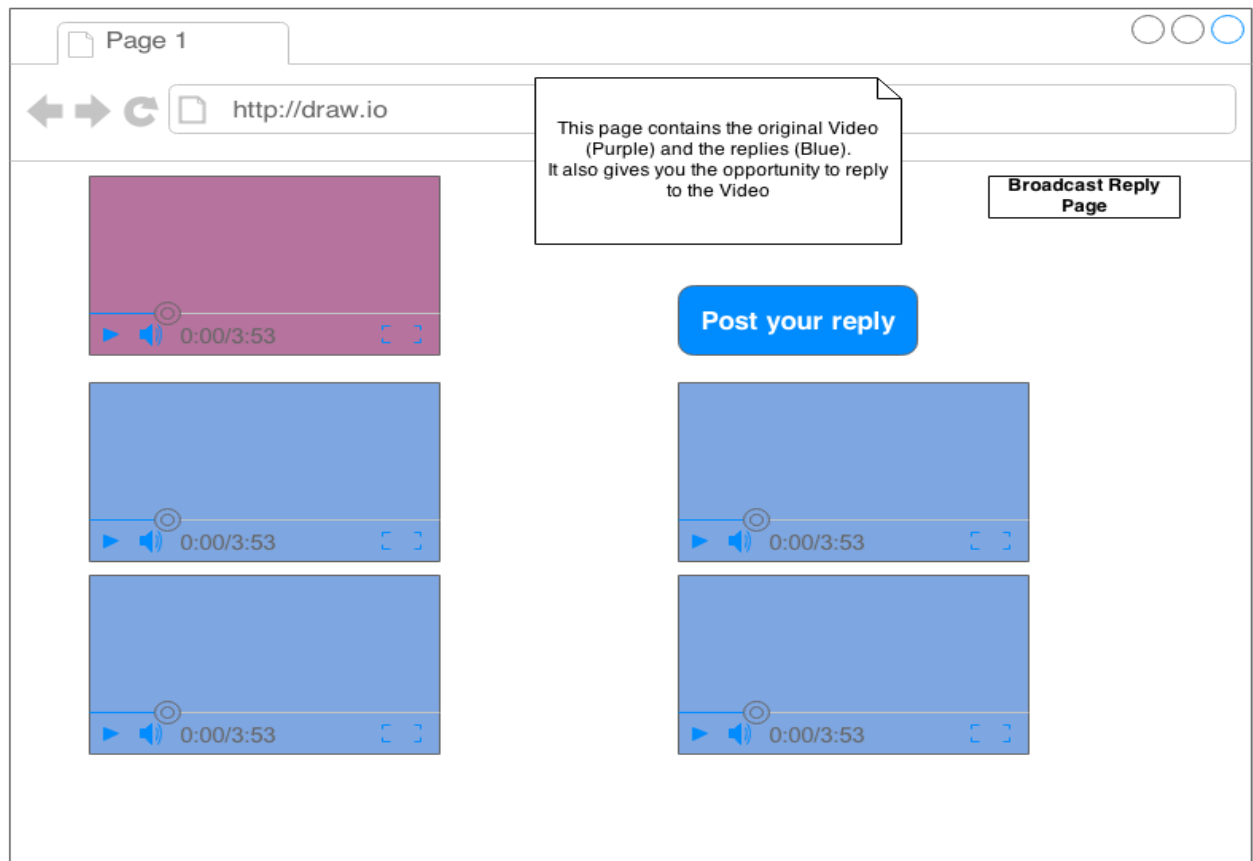 Page 1
http://draw.io
This page contains the original Video
(Purple) and the replies (Blue).
It also gives you the opportunity to reply
to the Video
Broadcast Reply
Page
0:00/3:53
Post your reply
0:00/3:53
0:00/3:53
0:00/3:53
0:00/3:53